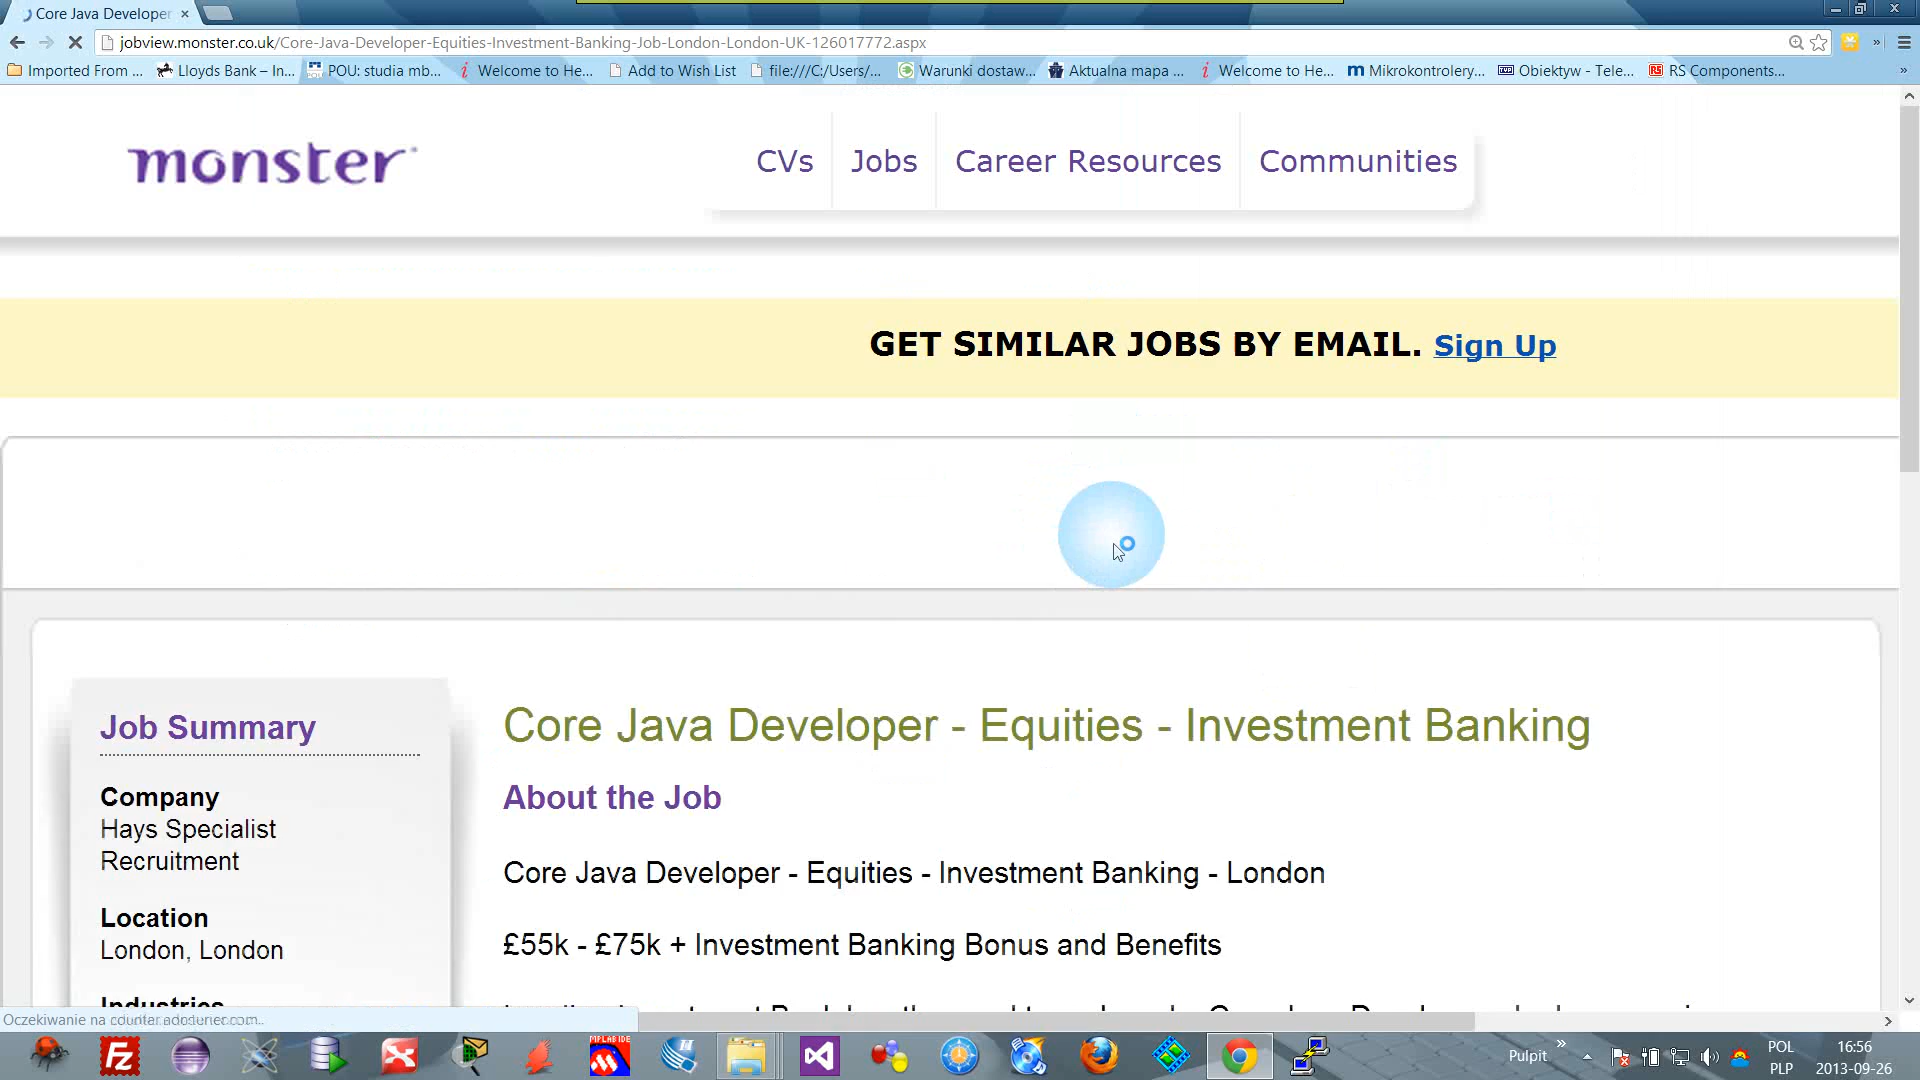 Core Java Developer
jobview.monster.co.uk/Core-Java-Developer-Equities-Investment-Banking-Job-London-London-UK-126017772.aspx
Imported From ... Lloyds Bank – In... POU: studia mb... Welcome to He... Add to Wish List file:///C:/Users/... Warunki dostaw... Aktualna mapa ... Welcome to He... Mikrokontrolery... Obiektyw - Tele... RS Components...
monster
CVs Jobs Career Resources Communities
GET SIMILAR JOBS BY EMAIL. Sign Up
Job Summary
Company
Hays Specialist
Recruitment
Location
London, London
Industries
Core Java Developer - Equities - Investment Banking
About the Job
Core Java Developer - Equities - Investment Banking - London
£55k - £75k + Investment Banking Bonus and Benefits
Oczekiwanie na
MPLAB IDE
Pulpit
POL
PLP
16:56
2013-09-26